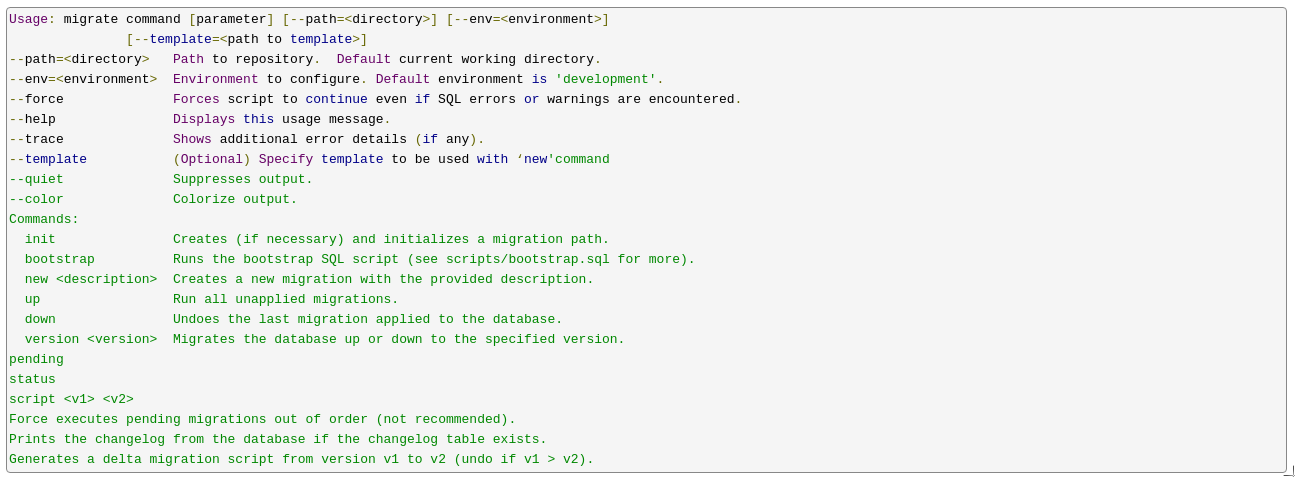 Usage: migrate command [parameter] [--path=<directory>] [--env=<environment>]
               [--template=<path to template>]
--path=<directory>   Path to repository.  Default current working directory.
--env=<environment>  Environment to configure. Default environment is 'development'.
--force              Forces script to continue even if SQL errors or warnings are encountered.
--help               Displays this usage message.
--trace              Shows additional error details (if any).
--template           (Optional) Specify template to be used with ‘new'command
--quiet              Suppresses output.
--color              Colorize output.
Commands:
  init               Creates (if necessary) and initializes a migration path.
  bootstrap          Runs the bootstrap SQL script (see scripts/bootstrap.sql for more).
  new <description>  Creates a new migration with the provided description.
  up                 Run all unapplied migrations.
  down               Undoes the last migration applied to the database.
  version <version>  Migrates the database up or down to the specified version.
pending
status
script <v1> <v2>
Force executes pending migrations out of order (not recommended).
Prints the changelog from the database if the changelog table exists.
Generates a delta migration script from version v1 to v2 (undo if v1 > v2).